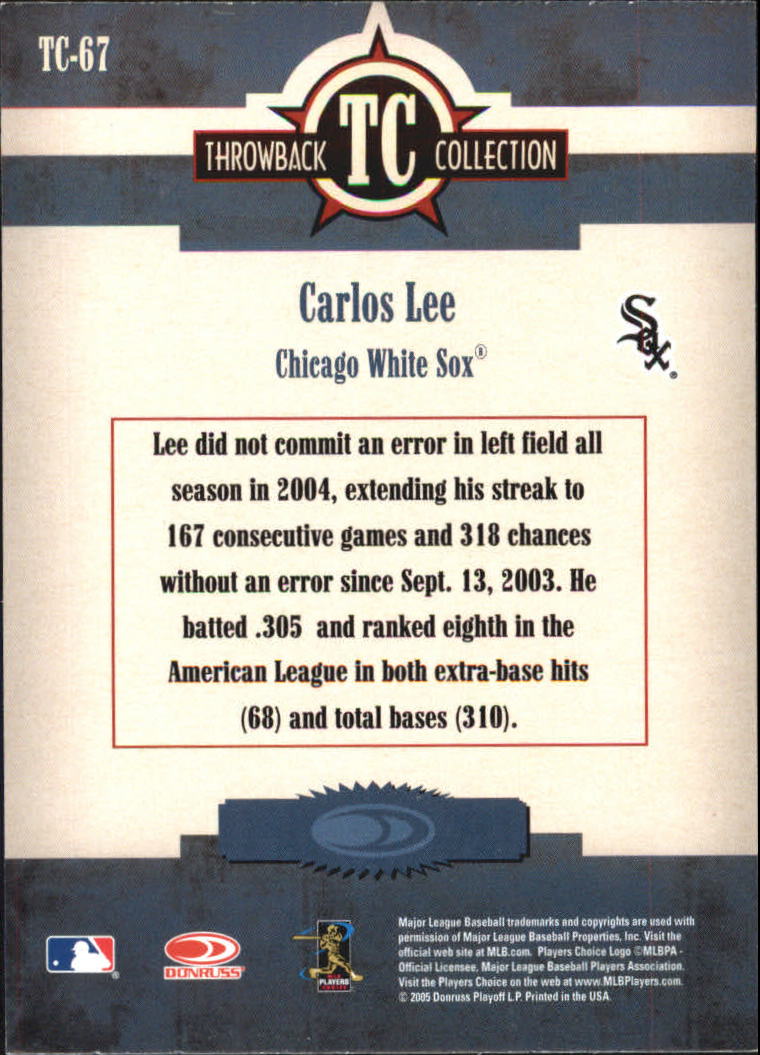 TC-67
THROWBACK TC COLLECTION
Carlos Lee
Chicago White Sox®
Sox®
Lee did not commit an error in left field all
season in 2004, extending his streak to
167 consecutive games and 318 chances
without an error since Sept. 13, 2003. He
batted .305 and ranked eighth in the
American League in both extra-base hits
(68) and total bases (310).
Major League Baseball trademarks and copyrights are used with
permission of Major League Baseball Properties, Inc. Visit the
official web site at MLB.com. Players Choice Logo ©MLBPA -
Official Licensee, Major League Baseball Players Association.
Visit the Players Choice on the web at www.MLBPlayers.com.
© 2005 Donruss Playoff L.P. Printed in the USA.
DONRUSS
MLB
PLAYERS
CHOICE